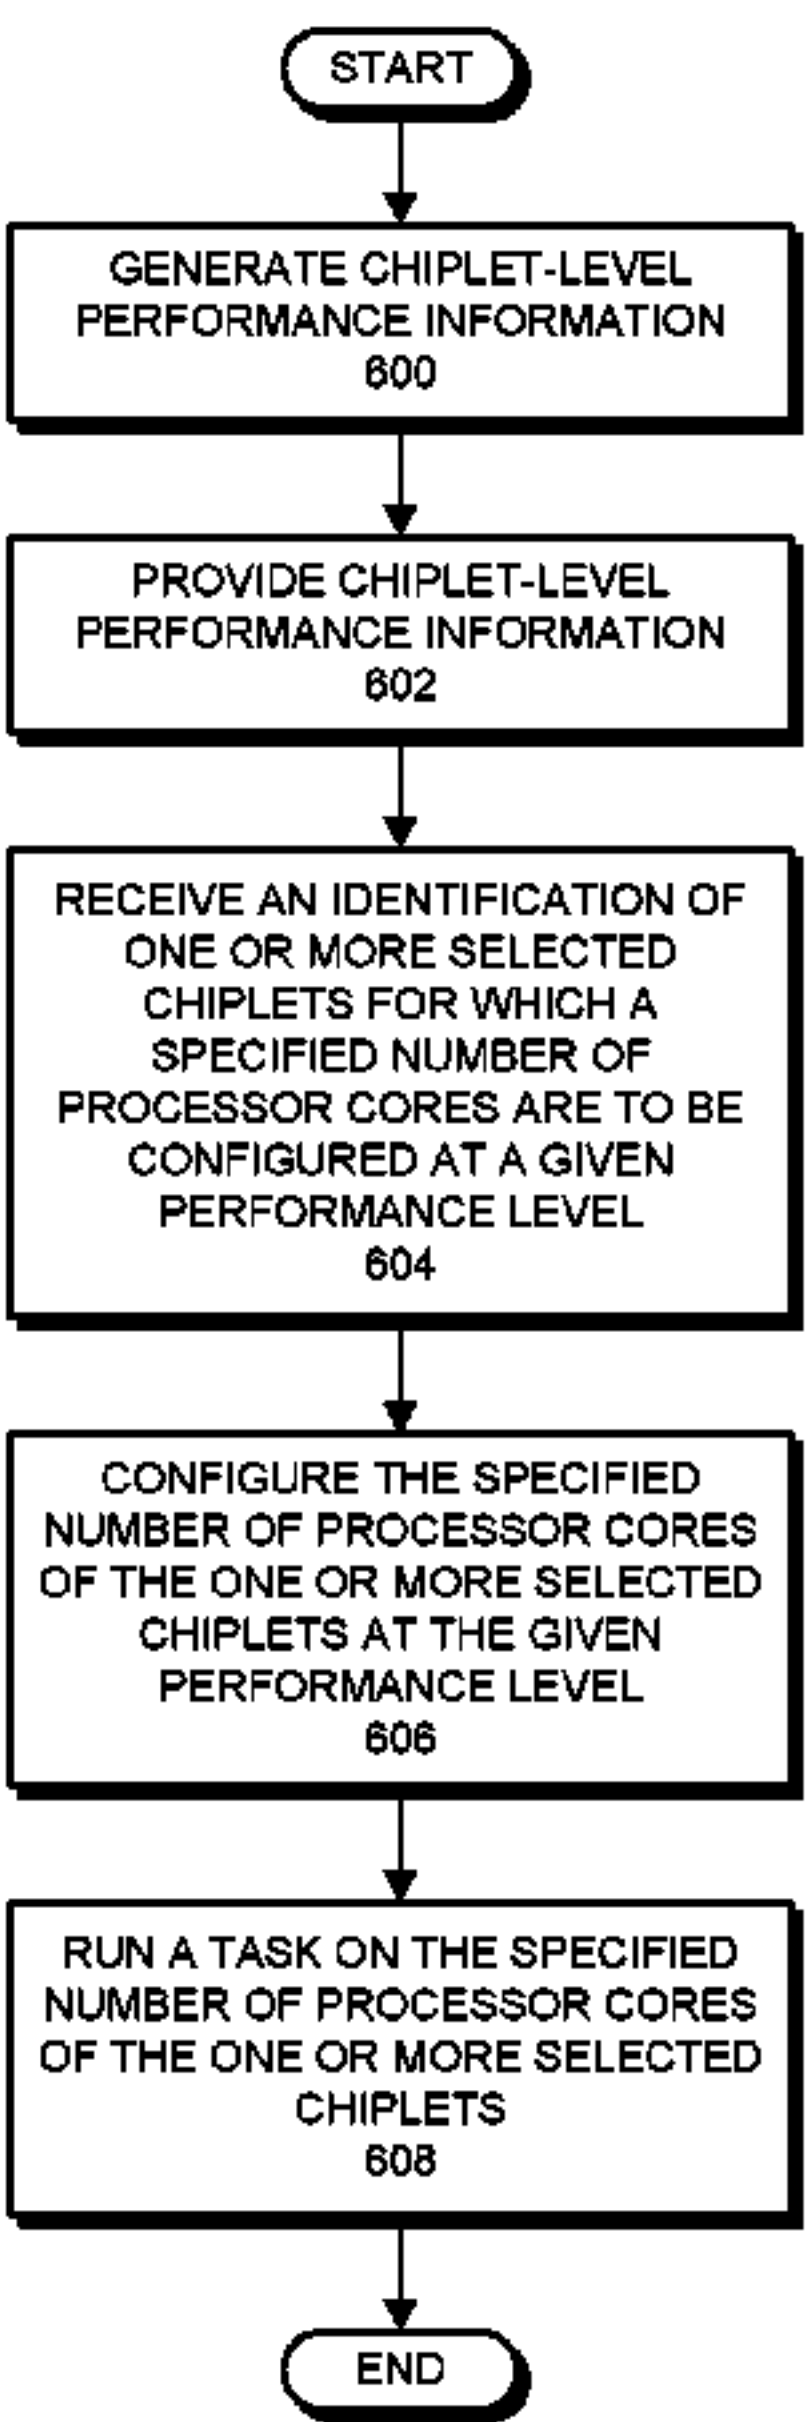 START
GENERATE CHIPLET-LEVEL
PERFORMANCE INFORMATION
600
PROVIDE CHIPLET-LEVEL
PERFORMANCE INFORMATION
602
RECEIVE AN IDENTIFICATION OF
ONE OR MORE SELECTED
CHIPLETS FOR WHICH A
SPECIFIED NUMBER OF
PROCESSOR CORES ARE TO BE
CONFIGURED AT A GIVEN
PERFORMANCE LEVEL
604
CONFIGURE THE SPECIFIED
NUMBER OF PROCESSOR CORES
OF THE ONE OR MORE SELECTED
CHIPLETS AT THE GIVEN
PERFORMANCE LEVEL
606
RUN A TASK ON THE SPECIFIED
NUMBER OF PROCESSOR CORES
OF THE ONE OR MORE SELECTED
CHIPLETS
608
END